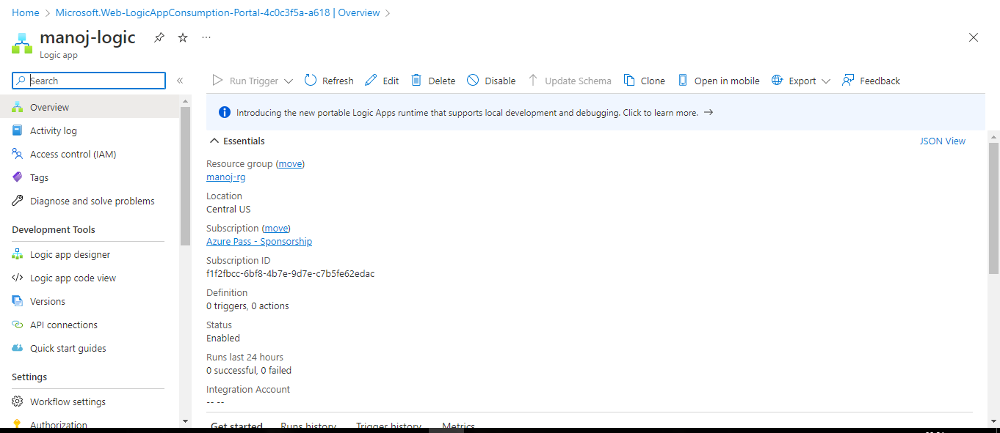 Home > Microsoft.Web-LogicAppConsumption-Portal-4c0c3f5a-a618 | Overview >
manoj-logic ...
Logic app
Search «
Run Trigger Refresh Edit Delete Disable Update Schema Clone Open in mobile Export Feedback
Overview
Activity log
Access control (IAM)
Tags
Diagnose and solve problems
Development Tools
Logic app designer
Logic app code view
Versions
API connections
Quick start guides
Settings
Workflow settings
Authorization
Introducing the new portable Logic Apps runtime that supports local development and debugging. Click to learn more. →
Essentials JSON View
Resource group (move)
manoj-rg
Location
Central US
Subscription (move)
Azure Pass - Sponsorship
Subscription ID
f1f2fbcc-6bf8-4b7e-9d7e-c7b5fe62edac
Definition
0 triggers, 0 actions
Status
Enabled
Runs last 24 hours
0 successful, 0 failed
Integration Account
-- --
Get started Runs history Trigger history Metrics